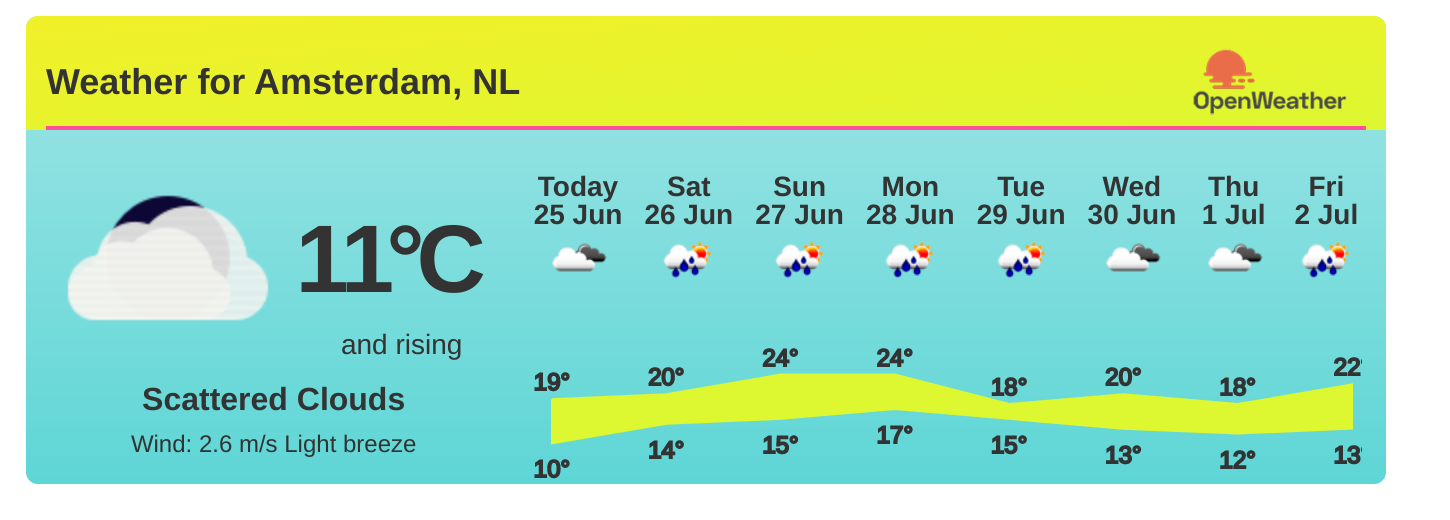 Weather for Amsterdam, NL
OpenWeather
Today Sat Sun Mon Tue Wed Thu Fri
25 Jun 26 Jun 27 Jun 28 Jun 29 Jun 30 Jun 1 Jul 2 Jul
11°C
and rising
Scattered Clouds
Wind: 2.6 m/s Light breeze
19° 20° 24° 24° 18° 20° 18° 22°
10° 14° 15° 17° 15° 13° 12° 13°